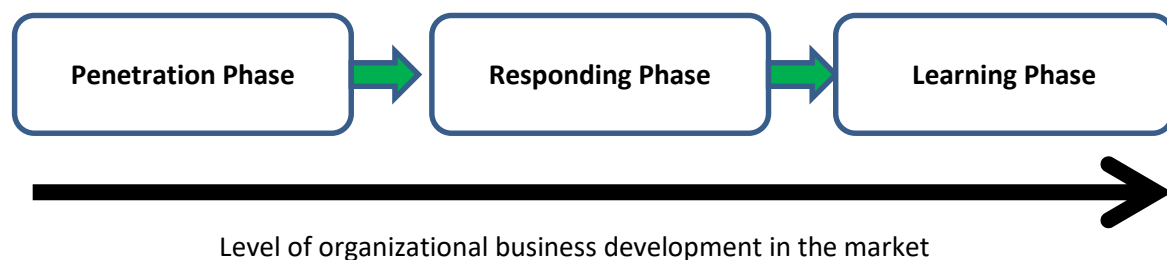 Penetration Phase
Responding Phase
Learning Phase
Level of organizational business development in the market